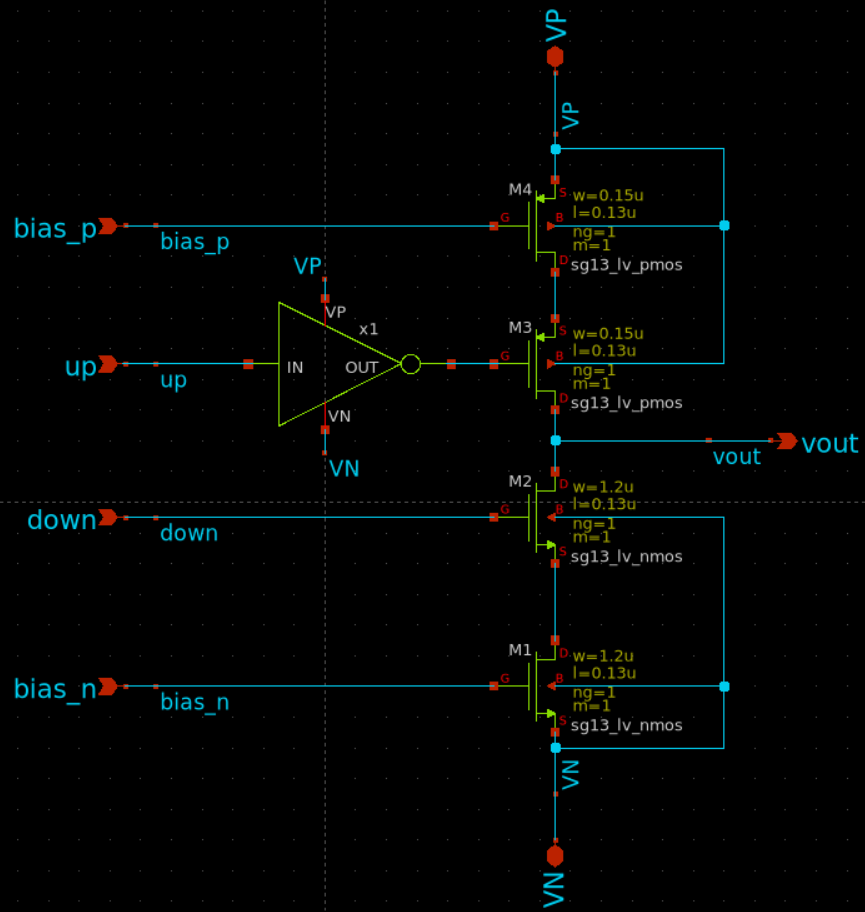 VP
VP
M4
S
w=0.15u
l=0.13u
G
B
ng=1
m=1
D
sg13_lv_pmos
bias_p
bias_p
VP
VP
x1
IN
OUT
VN
VN
up
up
M3
S
w=0.15u
l=0.13u
G
B
ng=1
m=1
D
sg13_lv_pmos
vout
vout
M2
D
w=1.2u
l=0.13u
G
B
ng=1
m=1
S
sg13_lv_nmos
down
down
M1
D
w=1.2u
l=0.13u
G
B
ng=1
m=1
S
sg13_lv_nmos
bias_n
bias_n
VN
VN